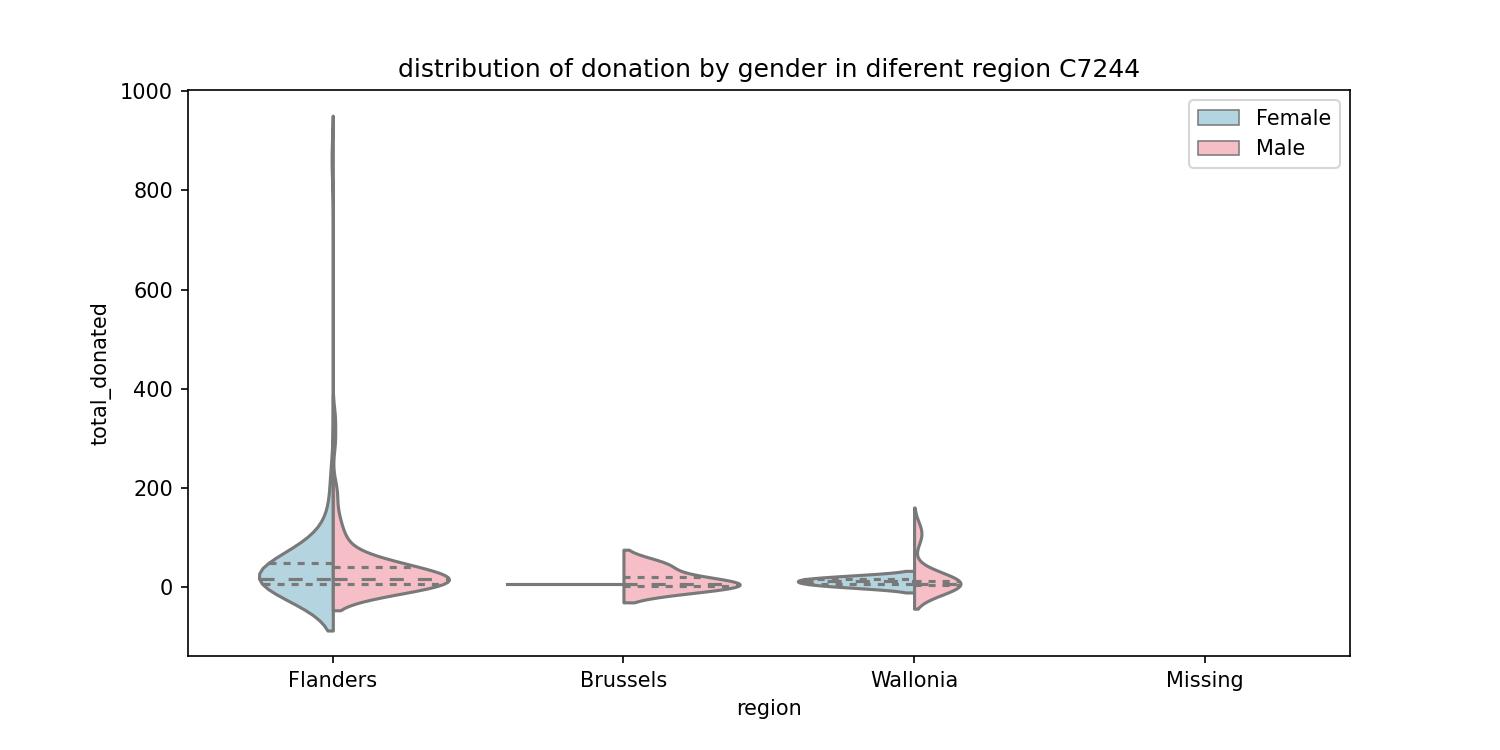 distribution of donation by gender in diferent region C7244
Female
Male
1000
800
600
400
200
0
total_donated
Flanders
Brussels
Wallonia
Missing
region